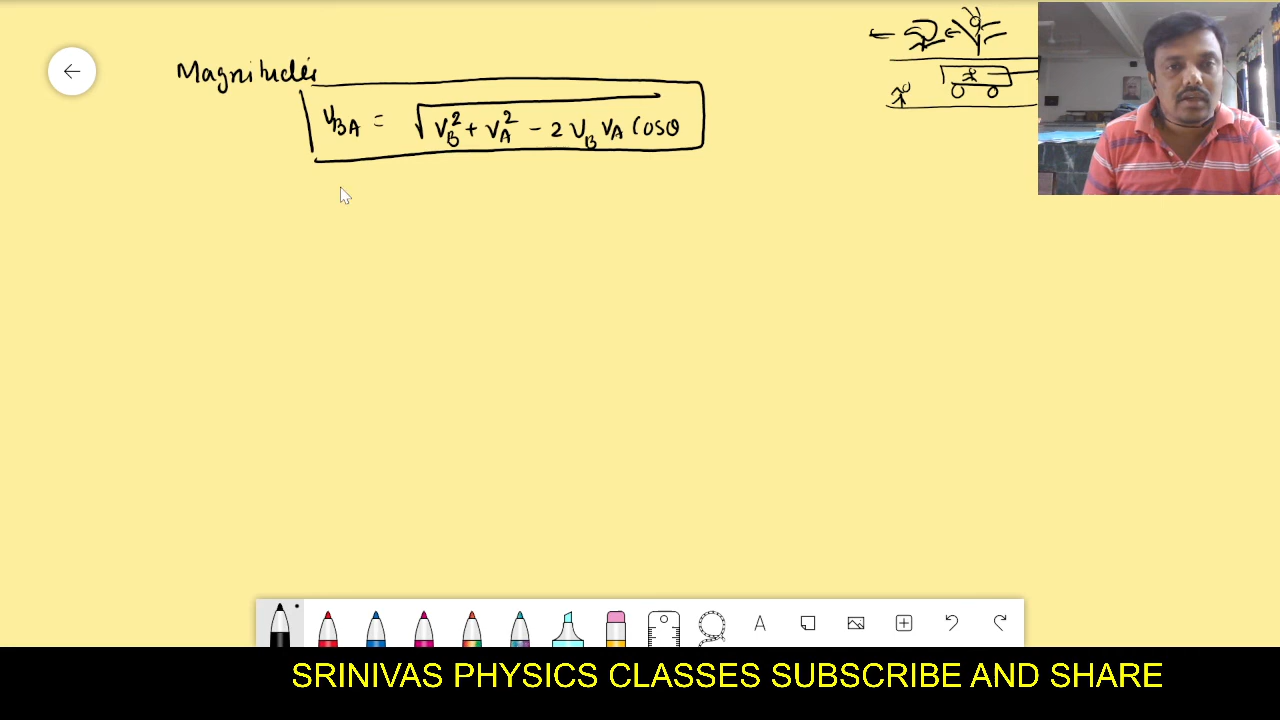 Magnitudes
V_BA = √V_B² + V_A² - 2 V_B V_A Cosθ
A
SRINIVAS PHYSICS CLASSES SUBSCRIBE AND SHARE